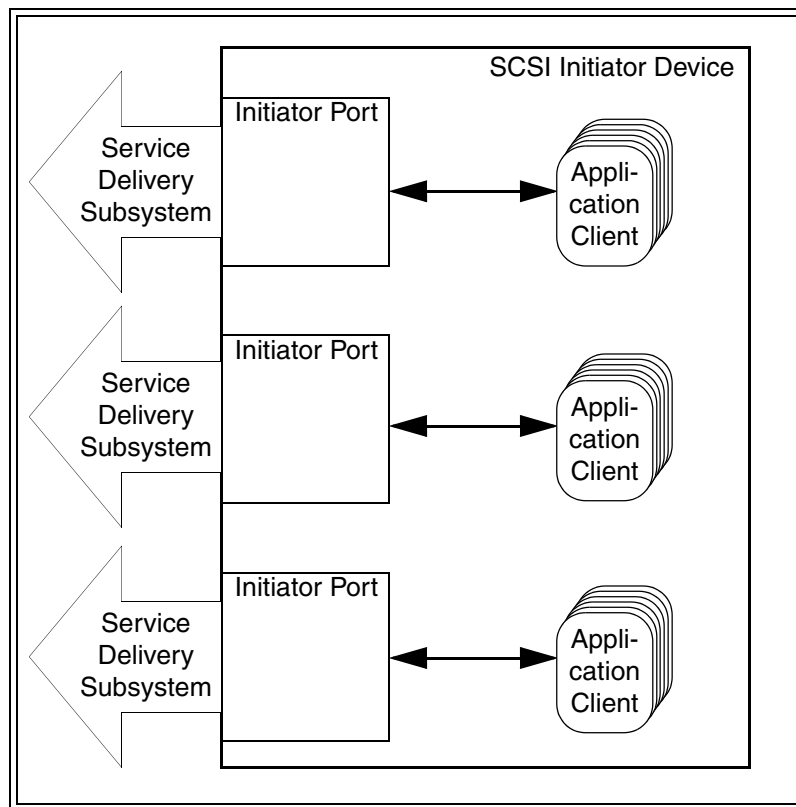 SCSI Initiator Device
Initiator Port
Service
Delivery
Subsystem
Appli-
cation
Client
Initiator Port
Service
Delivery
Subsystem
Appli-
cation
Client
Initiator Port
Service
Delivery
Subsystem
Appli-
cation
Client